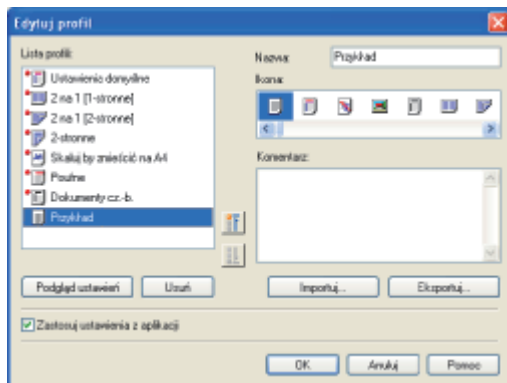 Edytuj profil
Lista profili:
Ustawienia domyślne
2 na 1 [1-stronne]
2 na 1 [2-stronne]
2-stronne
Skaluj by zmieścić na A4
Poufne
Dokumenty cz.-b.
Przykład
Podgląd ustawień
Usuń
Nazwa:
Przykład
Ikona:
Komentarz:
Importuj...
Eksportuj...
Zastosuj ustawienia z aplikacji
OK
Anuluj
Pomoc